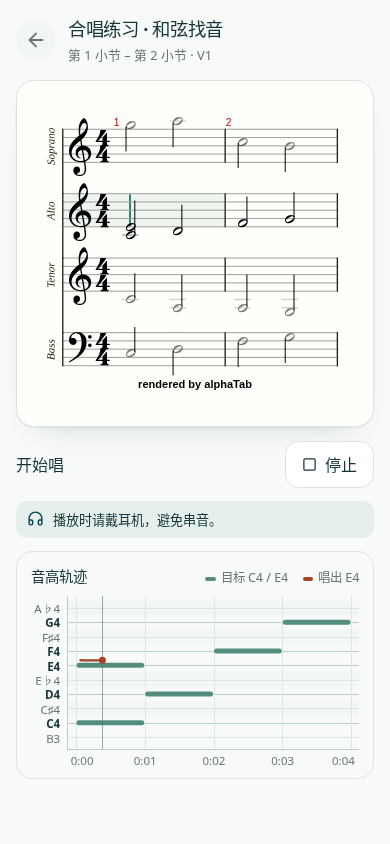 合唱练习 · 和弦找音
第 1 小节 – 第 2 小节 · V1
1 2
Soprano
Alto
Tenor
Bass
rendered by alphaTab
开始唱
停止
播放时请戴耳机，避免串音。
音高轨迹
目标 C4 / E4 唱出 E4
A♭4
G4
F♯4
F4
E4
E♭4
D4
C♯4
C4
B3
0:00 0:01 0:02 0:03 0:04